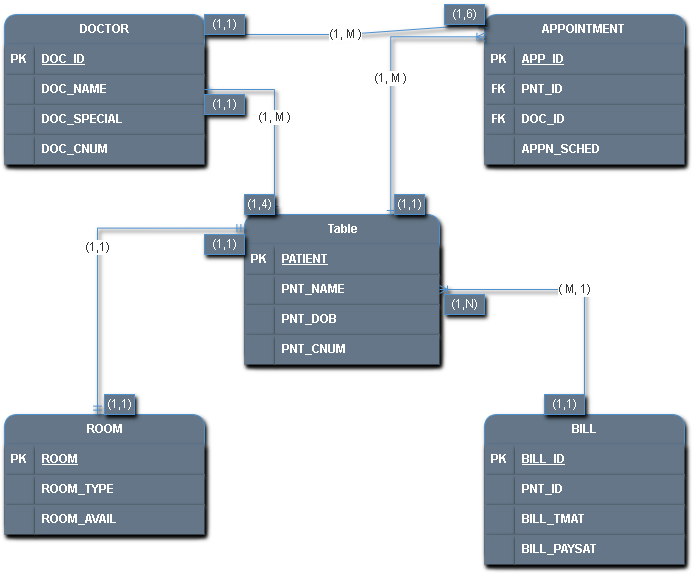 DOCTOR
PK DOC_ID
DOC_NAME
DOC_SPECIAL
DOC_CNUM
(1,1)
(1, M )
(1,6)
APPOINTMENT
PK APP_ID
FK PNT_ID
FK DOC_ID
APPN_SCHED
(1,1)
(1, M )
(1, M )
(1,4)
(1,1)
(1,1)
(1,1)
Table
PK PATIENT
PNT_NAME
PNT_DOB
PNT_CNUM
(1,N)
( M, 1)
(1,1)
(1,1)
ROOM
PK ROOM
ROOM_TYPE
ROOM_AVAIL
BILL
PK BILL_ID
PNT_ID
BILL_TMAT
BILL_PAYSAT